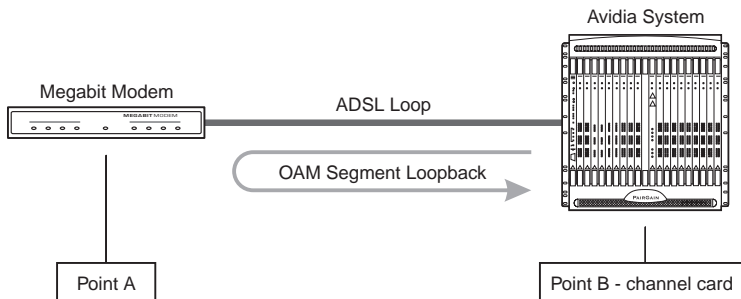 Avidia System
Megabit Modem
MEGABIT MODEM
ADSL Loop
OAM Segment Loopback
PAIRGAIN
Point A
Point B - channel card